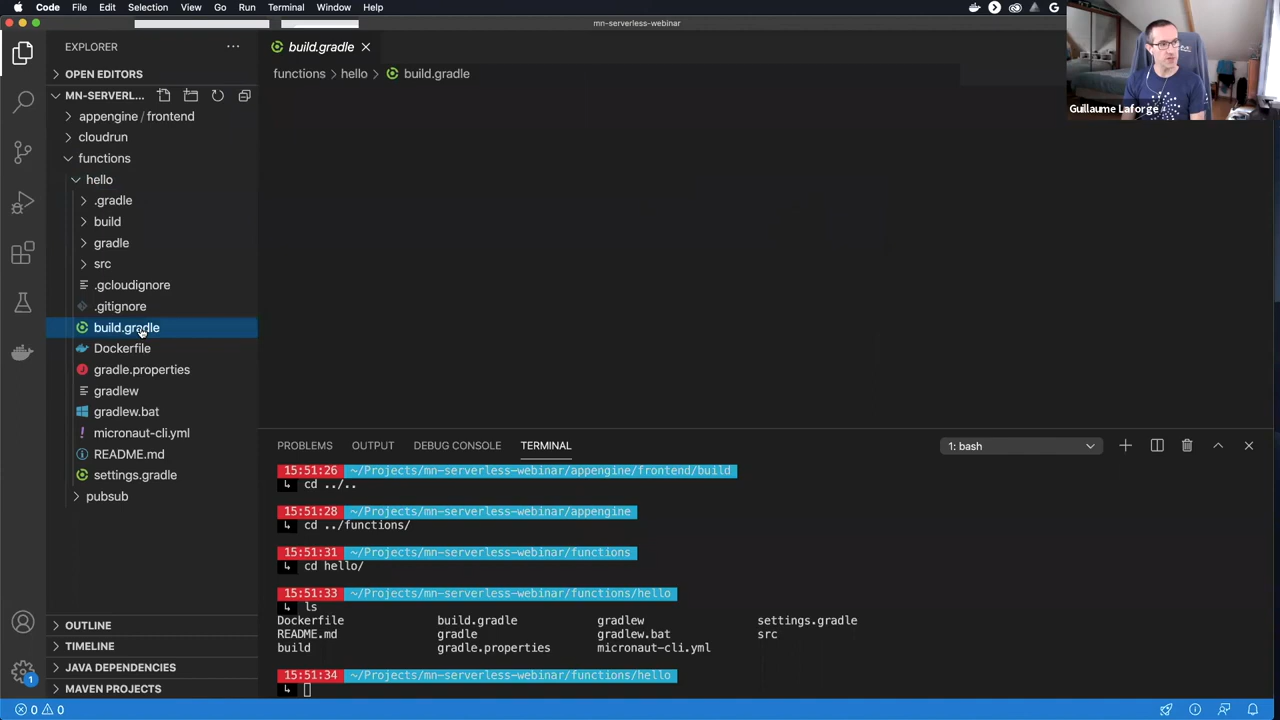 Code File Edit Selection View Go Run Terminal Window Help
mn-serverless-webinar
Guillaume Laforge
EXPLORER
OPEN EDITORS
MN-SERVERL...
appengine / frontend
cloudrun
functions
hello
.gradle
build
gradle
src
.gcloudignore
.gitignore
build.gradle
Dockerfile
gradle.properties
gradlew
gradlew.bat
micronaut-cli.yml
README.md
settings.gradle
pubsub
OUTLINE
TIMELINE
JAVA DEPENDENCIES
MAVEN PROJECTS
1
build.gradle
functions > hello > build.gradle
PROBLEMS OUTPUT DEBUG CONSOLE TERMINAL 1: bash
15:51:26 ~/Projects/mn-serverless-webinar/appengine/frontend/build
↳ cd ../..
15:51:28 ~/Projects/mn-serverless-webinar/appengine
↳ cd ../functions/
15:51:31 ~/Projects/mn-serverless-webinar/functions
↳ cd hello/
15:51:33 ~/Projects/mn-serverless-webinar/functions/hello
↳ ls
Dockerfile build.gradle gradlew settings.gradle
README.md gradle gradlew.bat src
build gradle.properties micronaut-cli.yml
15:51:34 ~/Projects/mn-serverless-webinar/functions/hello
↳
0 0